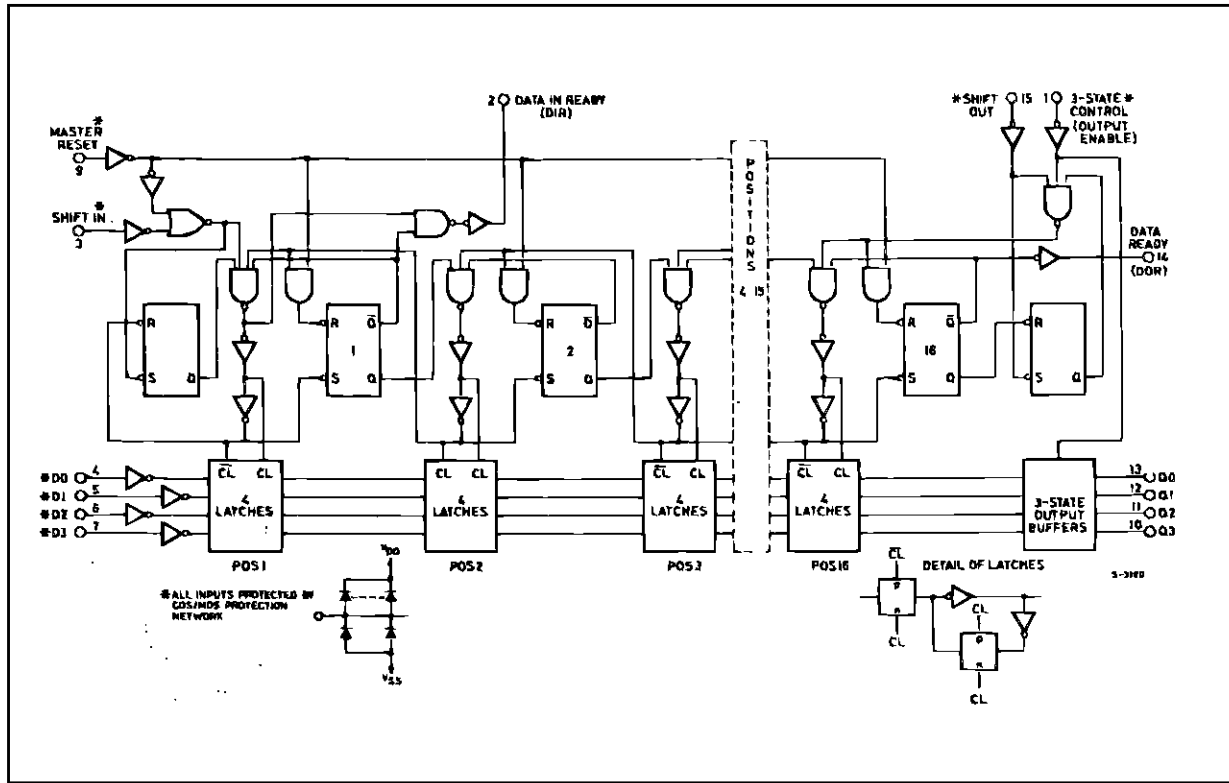 2 DATA IN READY
(DIR)
*SHIFT OUT 15
1 3-STATE*
CONTROL
(OUTPUT
ENABLE)
*
MASTER
RESET
9
*
SHIFT IN
3
POSITIONS
4 15
DATA
READY
14
(DOR)
R
S Q
R Q̅
1
S Q
R Q̅
2
S Q
R Q̅
16
S Q
R
S Q
C̅L̅ CL
4
LATCHES
C̅L̅ CL
4
LATCHES
C̅L̅ CL
4
LATCHES
C̅L̅ CL
4
LATCHES
3-STATE
OUTPUT
BUFFERS
*D0 4
*D1 5
*D2 6
*D3 7
13 Q0
12 Q1
11 Q2
10 Q3
POS1
POS2
POS3
POS16
DETAIL OF LATCHES
*ALL INPUTS PROTECTED BY
COS/MOS PROTECTION
NETWORK
VDD
VSS
C̅L̅
p
n
CL
CL
p
n
C̅L̅